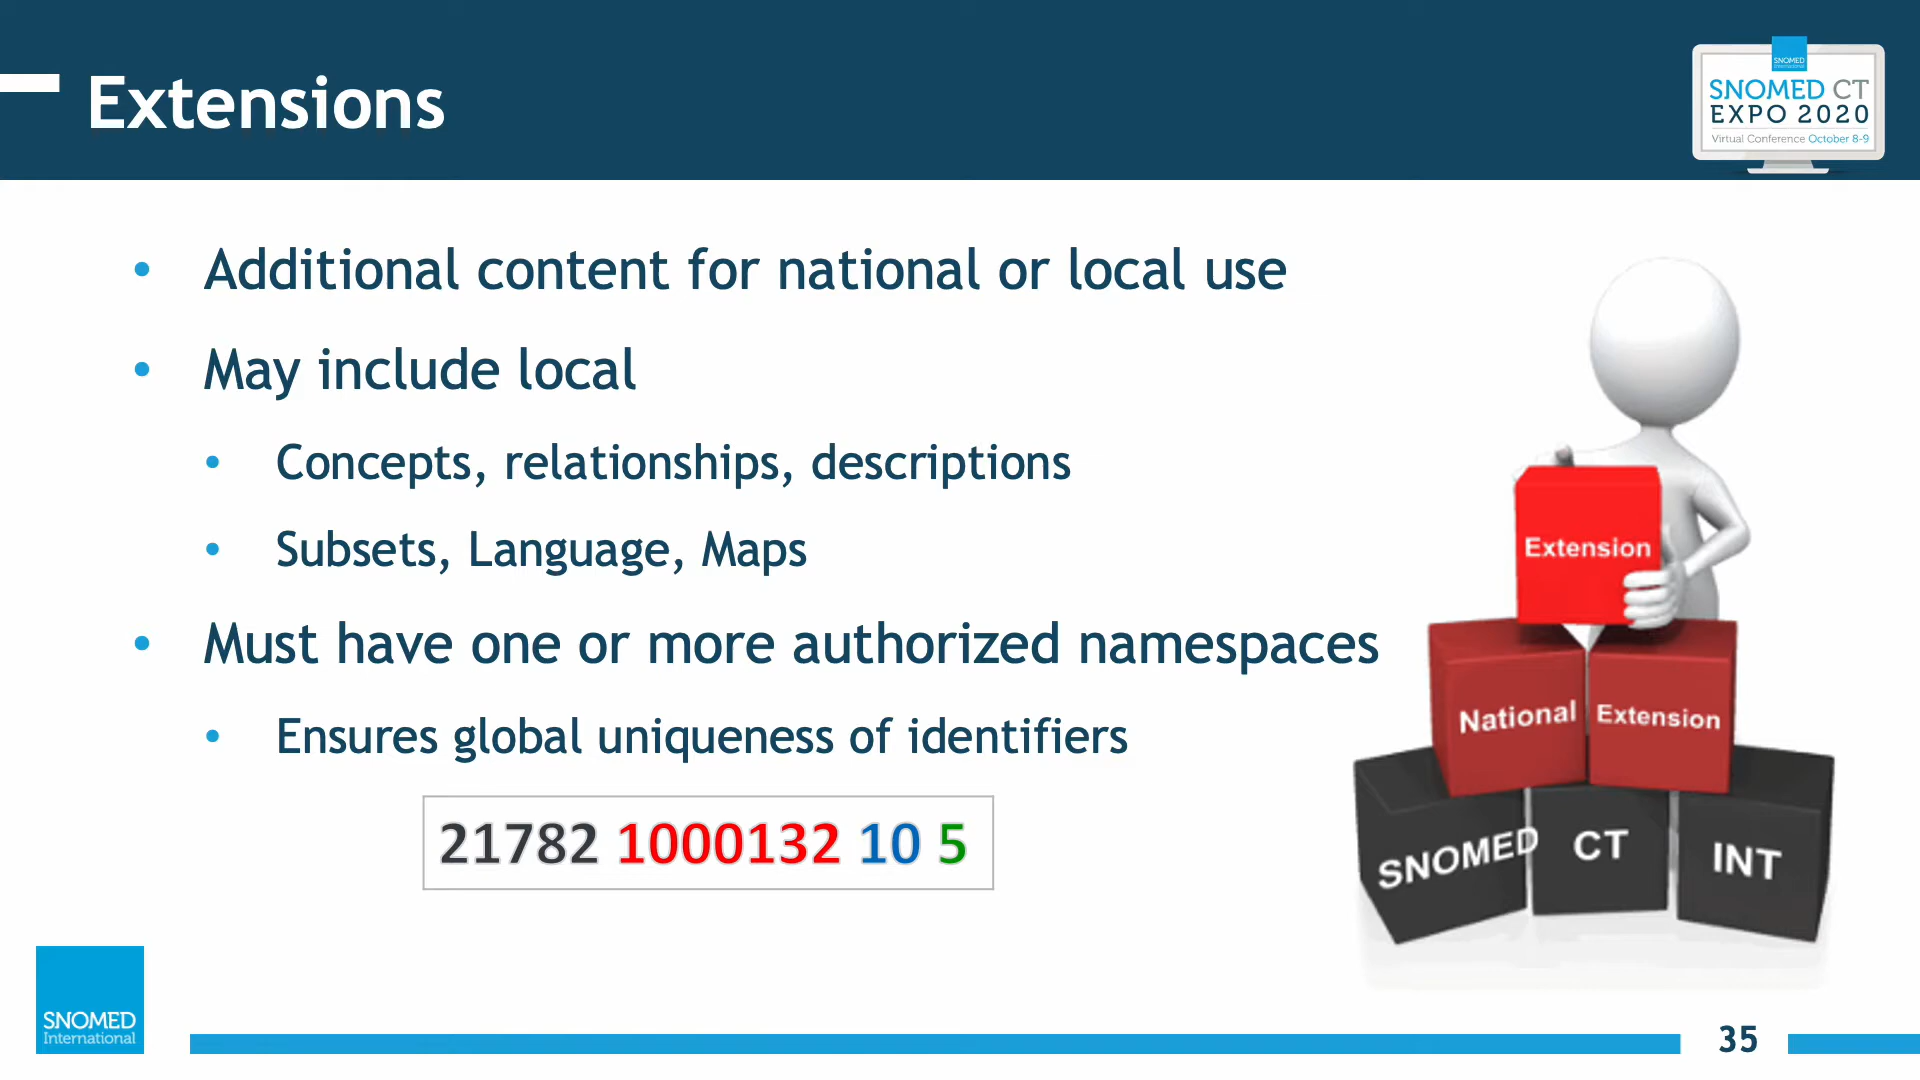 Extensions
SNOMED
International
SNOMED CT
EXPO 2020
Virtual Conference October 8-9
• Additional content for national or local use
• May include local
• Concepts, relationships, descriptions
• Subsets, Language, Maps
• Must have one or more authorized namespaces
• Ensures global uniqueness of identifiers
21782 1000132 10 5
Extension
National Extension
SNOMED CT INT
SNOMED
International
35